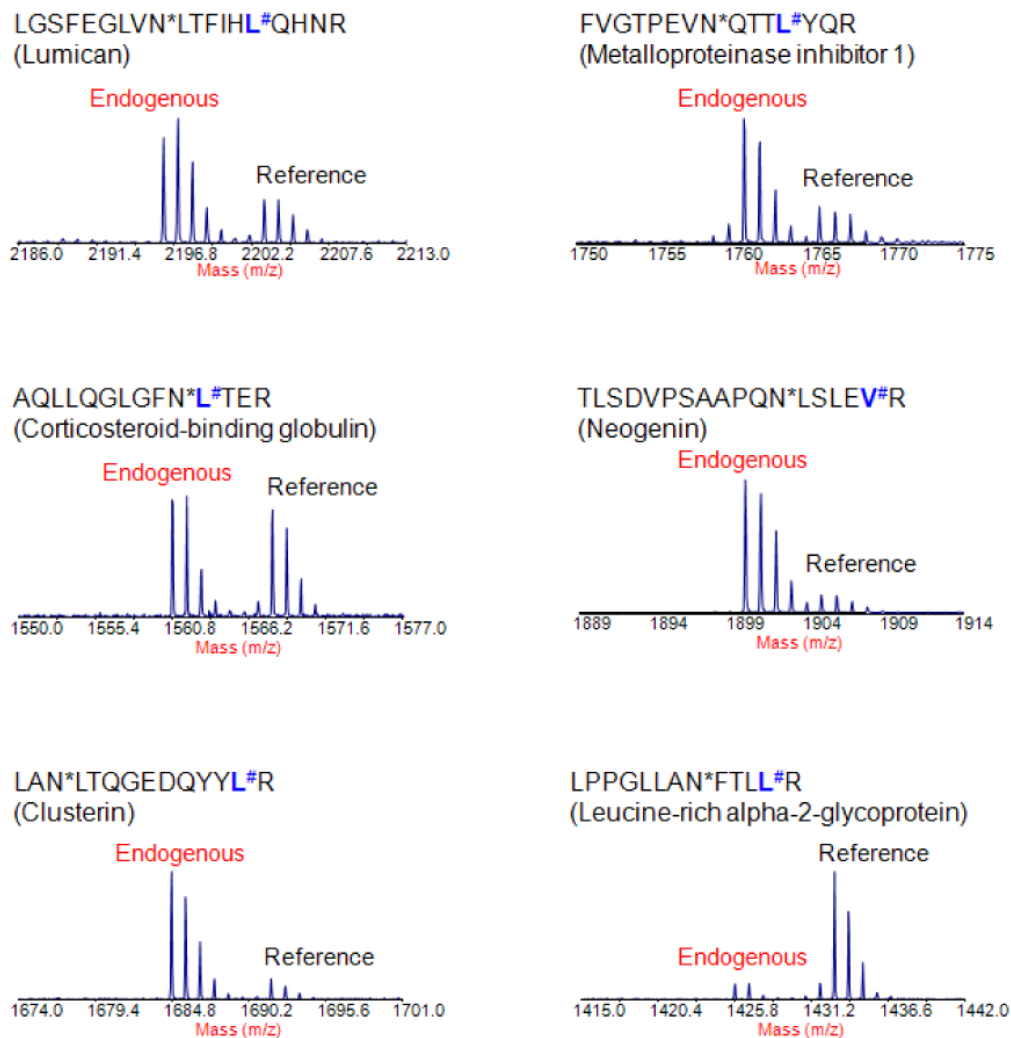 LGSFEGLVN*LTFIHL#QHNR
(Lumican)
Endogenous
Reference
2186.0 2191.4 2196.8 2202.2 2207.6 2213.0
Mass (m/z)
FVGTPEVN*QTTL#YQR
(Metalloproteinase inhibitor 1)
Endogenous
Reference
1750 1755 1760 1765 1770 1775
Mass (m/z)
AQLLQGLGFN*L#TER
(Corticosteroid-binding globulin)
Endogenous
Reference
1550.0 1555.4 1560.8 1566.2 1571.6 1577.0
Mass (m/z)
TLSDVPSAAPQN*LSLEV#R
(Neogenin)
Endogenous
Reference
1889 1894 1899 1904 1909 1914
Mass (m/z)
LAN*LTQGEDQYYL#R
(Clusterin)
Endogenous
Reference
1674.0 1679.4 1684.8 1690.2 1695.6 1701.0
Mass (m/z)
LPPGLLAN*FTLL#R
(Leucine-rich alpha-2-glycoprotein)
Reference
Endogenous
1415.0 1420.4 1425.8 1431.2 1436.6 1442.0
Mass (m/z)